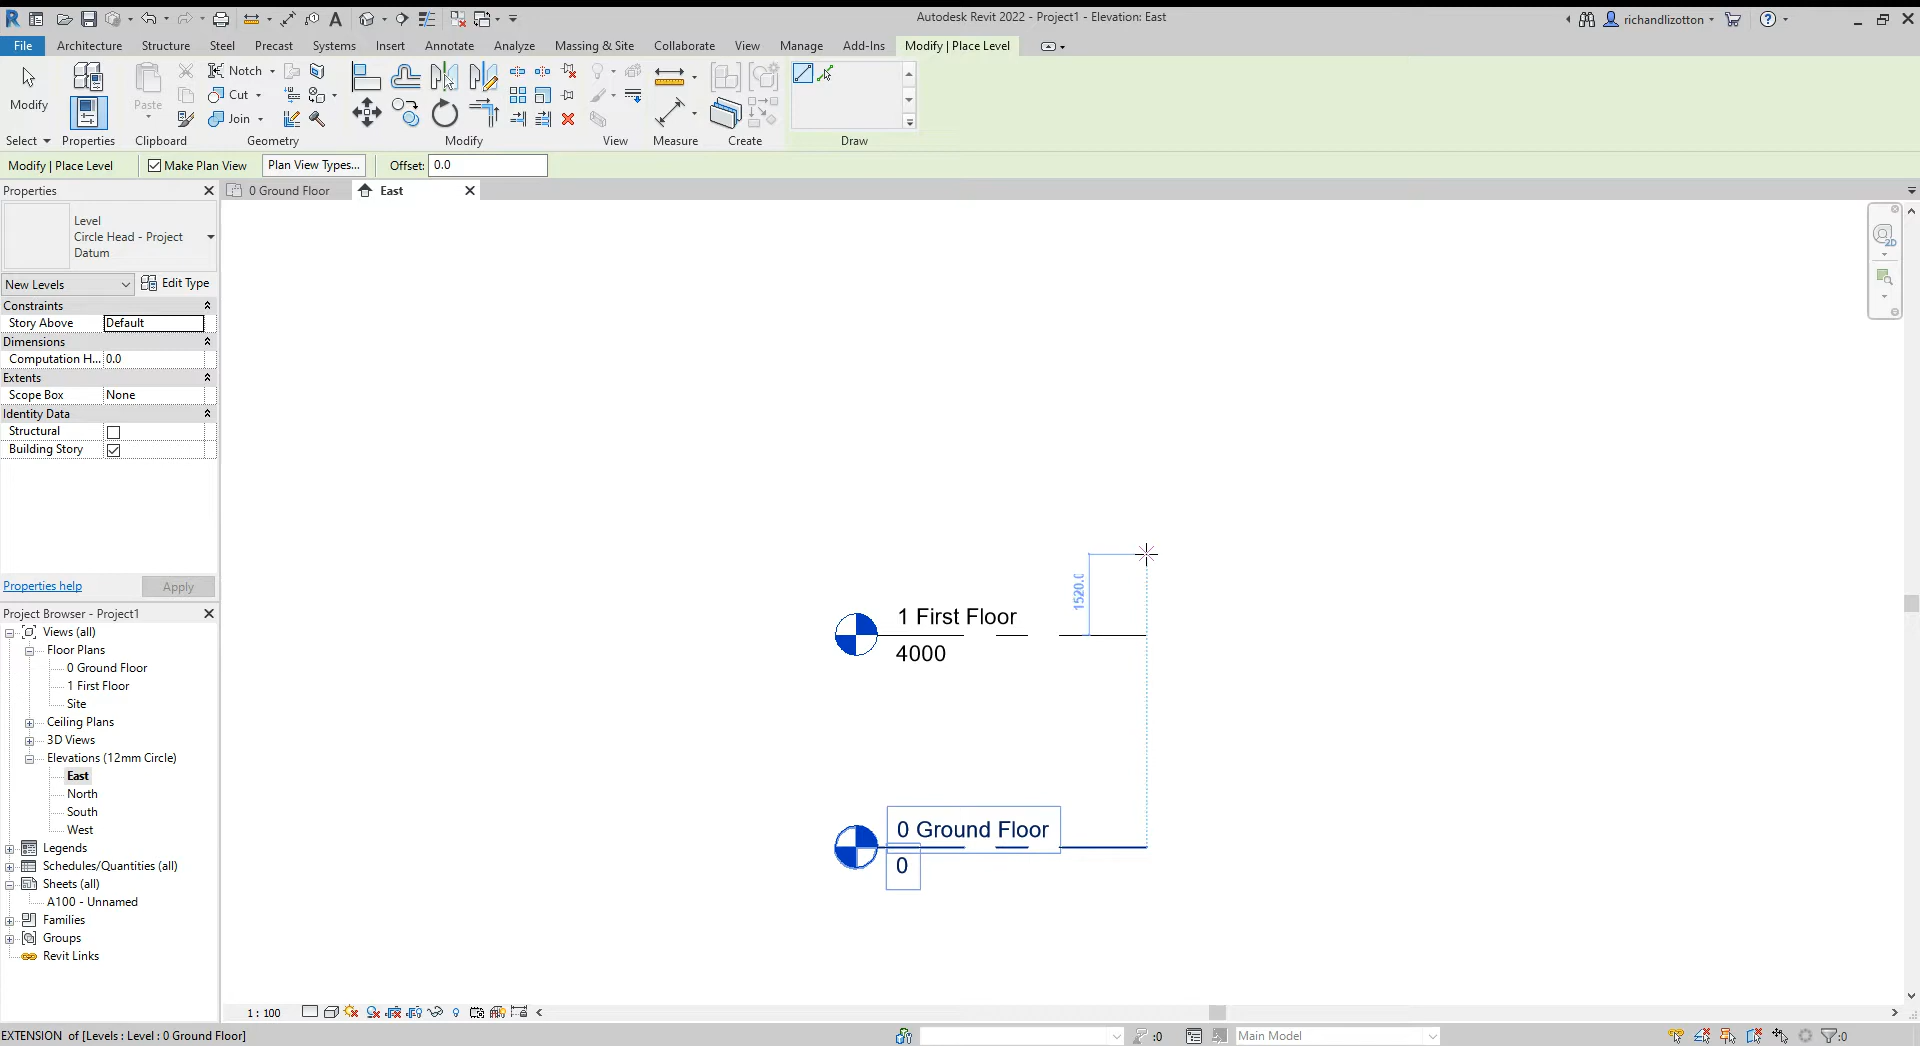 Autodesk Revit 2022 - Project1 - Elevation: East
richandlizotton
File Architecture Structure Steel Precast Systems Insert Annotate Analyze Massing & Site Collaborate View Manage Add-Ins Modify | Place Level
Modify
Paste
Notch
Cut
Join
Select Properties Clipboard Geometry Modify View Measure Create Draw
Modify | Place Level Make Plan View Plan View Types... Offset: 0.0
Properties
0 Ground Floor
East
Level
Circle Head - Project
Datum
New Levels
Edit Type
Constraints
Story Above Default
Dimensions
Computation H... 0.0
Extents
Scope Box None
Identity Data
Structural
Building Story
Properties help
Apply
Project Browser - Project1
Views (all)
Floor Plans
0 Ground Floor
1 First Floor
Site
Ceiling Plans
3D Views
Elevations (12mm Circle)
East
North
South
West
Legends
Schedules/Quantities (all)
Sheets (all)
A100 - Unnamed
Families
Groups
Revit Links
2D
1520.0
1 First Floor
4000
0 Ground Floor
0
1 : 100
EXTENSION of [Levels : Level : 0 Ground Floor]
:0
Main Model
:0